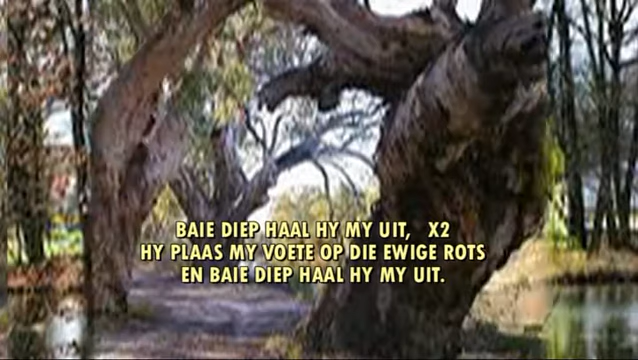 BAIE DIEP HAAL HY MY UIT, X2
HY PLAAS MY VOETE OP DIE EWIGE ROTS
EN BAIE DIEP HAAL HY MY UIT.